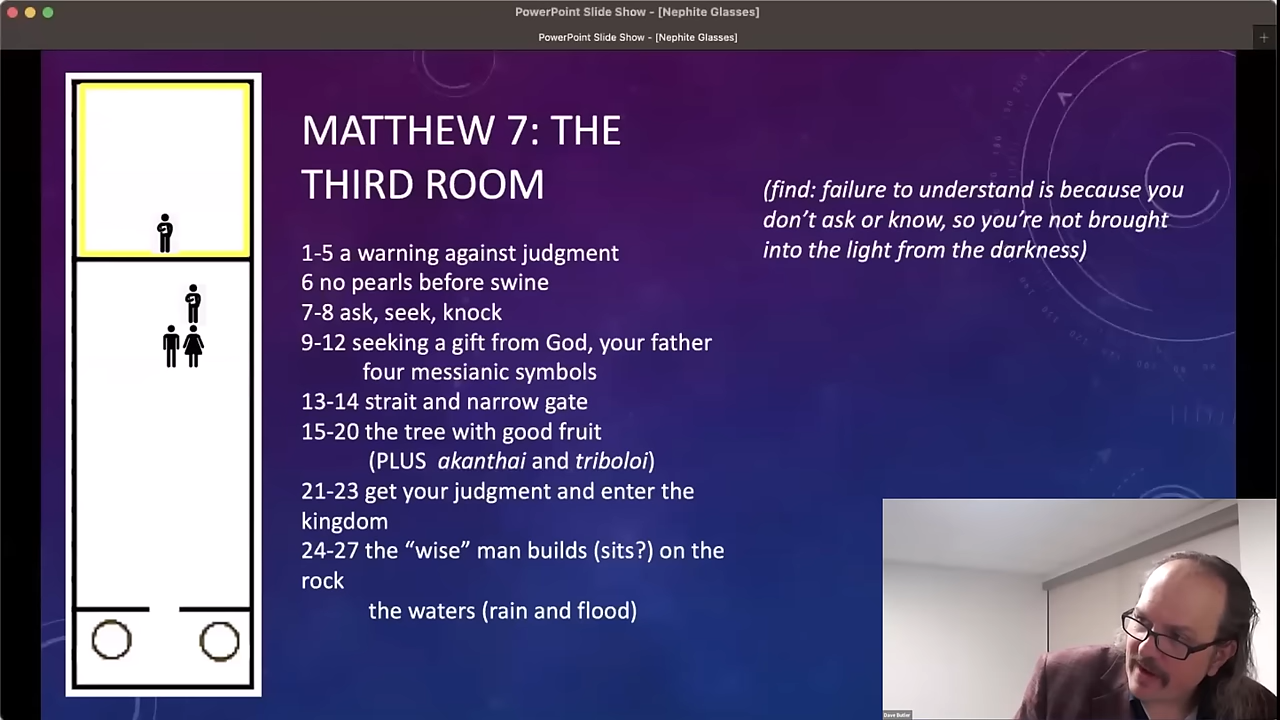 PowerPoint Slide Show - [Nephite Glasses]
PowerPoint Slide Show - [Nephite Glasses]
MATTHEW 7: THE
THIRD ROOM
1-5 a warning against judgment
6 no pearls before swine
7-8 ask, seek, knock
9-12 seeking a gift from God, your father
four messianic symbols
13-14 strait and narrow gate
15-20 the tree with good fruit
(PLUS akanthai and triboloi)
21-23 get your judgment and enter the
kingdom
24-27 the “wise” man builds (sits?) on the
rock
the waters (rain and flood)
(find: failure to understand is because you
don’t ask or know, so you’re not brought
into the light from the darkness)
Dave Butler